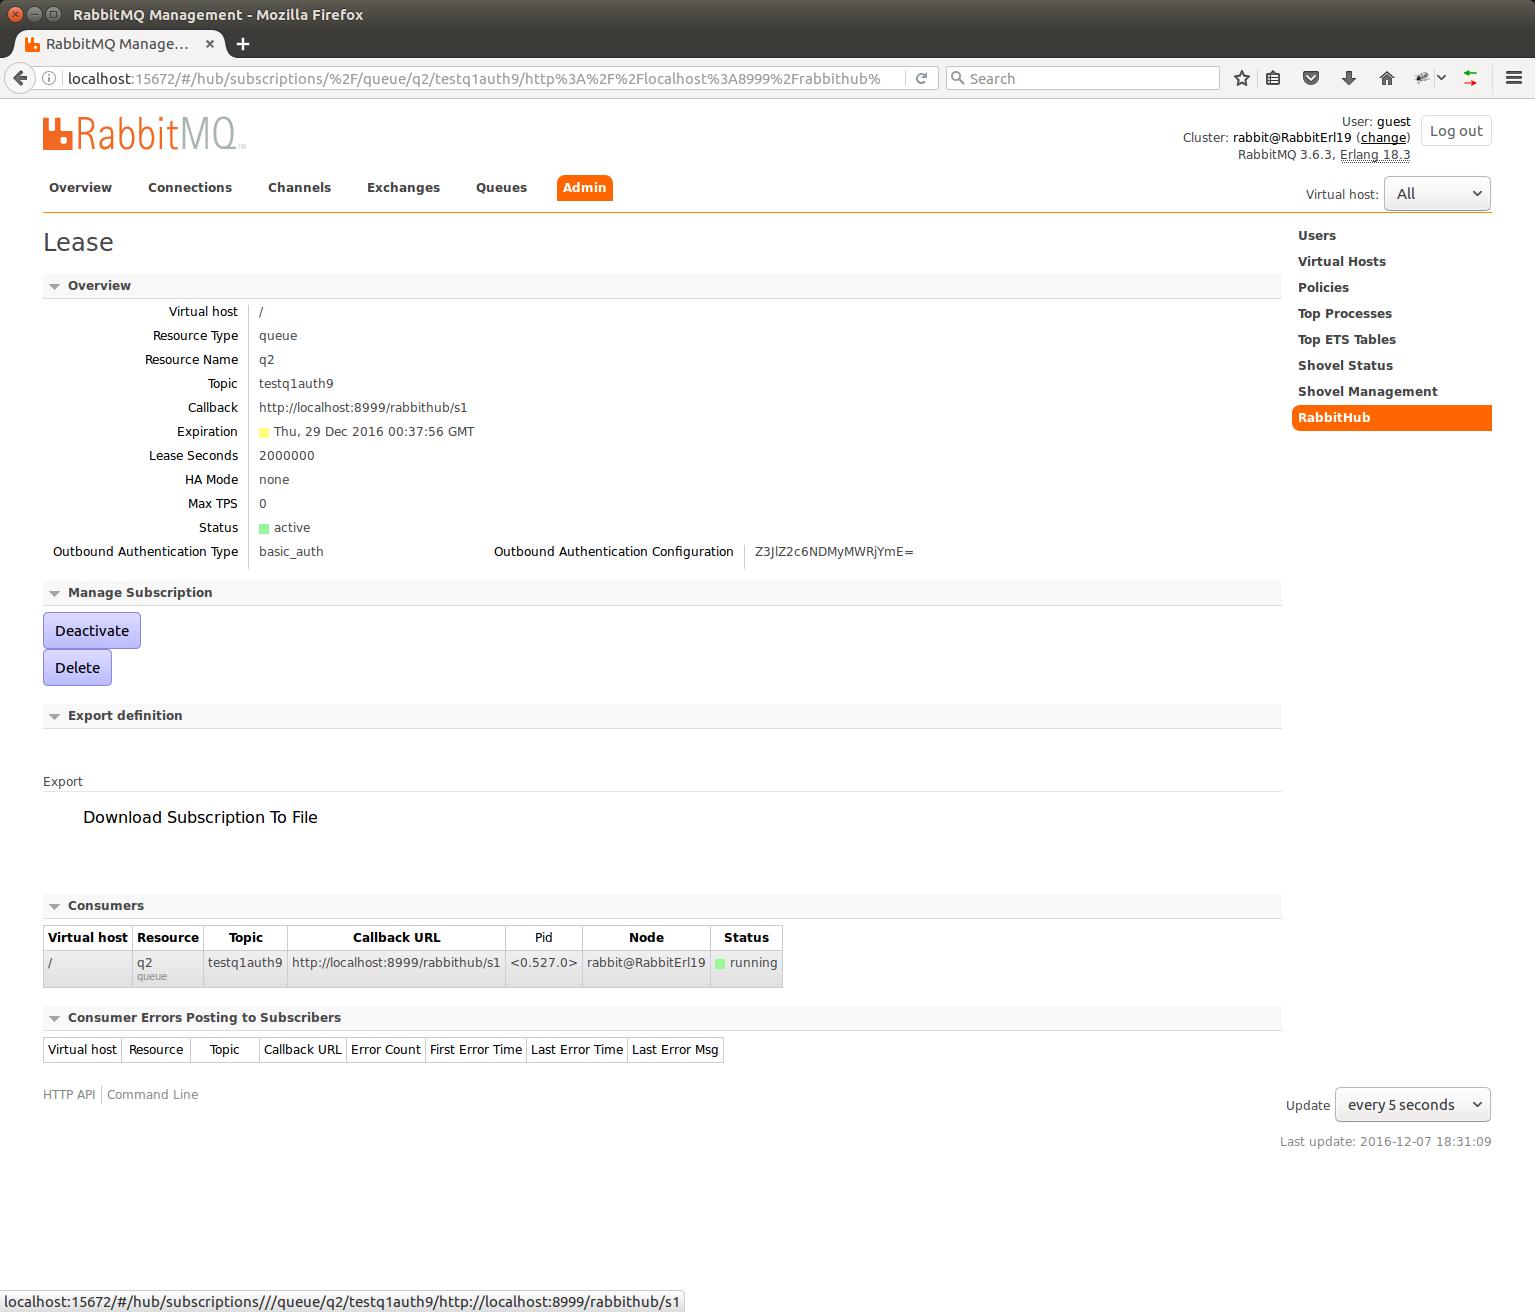 RabbitMQ Management - Mozilla Firefox
RabbitMQ Manage...
localhost:15672/#/hub/subscriptions/%2F/queue/q2/testq1auth9/http%3A%2F%2Flocalhost%3A8999%2Frabbithub%
Search
RabbitMQ TM
User: guest
Cluster: rabbit@RabbitErl19 (change)
RabbitMQ 3.6.3, Erlang 18.3
Log out
Overview Connections Channels Exchanges Queues Admin
Virtual host: All
Lease
Users
Virtual Hosts
Policies
Top Processes
Top ETS Tables
Shovel Status
Shovel Management
RabbitHub
Overview
Virtual host /
Resource Type queue
Resource Name q2
Topic testq1auth9
Callback http://localhost:8999/rabbithub/s1
Expiration Thu, 29 Dec 2016 00:37:56 GMT
Lease Seconds 2000000
HA Mode none
Max TPS 0
Status active
Outbound Authentication Type basic_auth Outbound Authentication Configuration Z3JlZ2c6NDMyMWRjYmE=
Manage Subscription
Deactivate
Delete
Export definition
Export
Download Subscription To File
Consumers
Virtual host Resource Topic Callback URL Pid Node Status
/ q2 testq1auth9 http://localhost:8999/rabbithub/s1 <0.527.0> rabbit@RabbitErl19 running
queue
Consumer Errors Posting to Subscribers
Virtual host Resource Topic Callback URL Error Count First Error Time Last Error Time Last Error Msg
HTTP API Command Line
Update every 5 seconds
Last update: 2016-12-07 18:31:09
localhost:15672/#/hub/subscriptions///queue/q2/testq1auth9/http://localhost:8999/rabbithub/s1